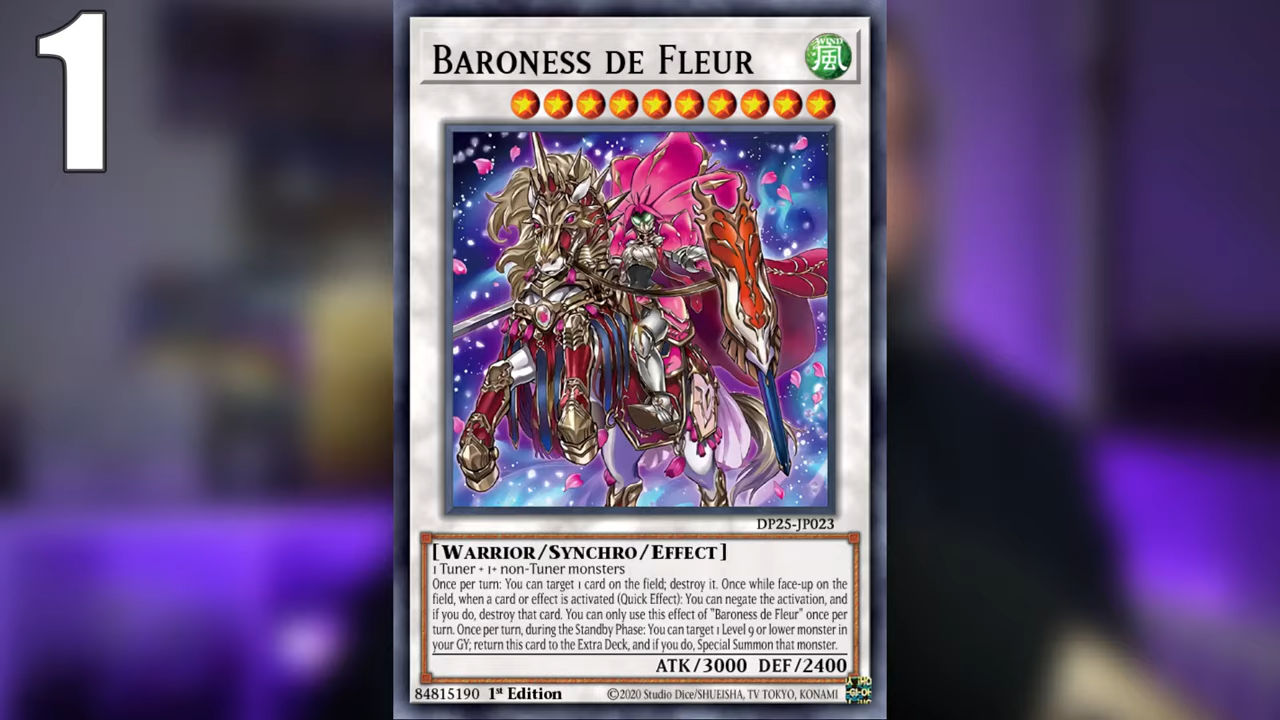 1
BARONESS DE FLEUR
WIND
風
DP25-JP023
[WARRIOR/SYNCHRO/EFFECT]
1 Tuner + 1+ non-Tuner monsters
Once per turn: You can target 1 card on the field; destroy it. Once while face-up on the
field, when a card or effect is activated (Quick Effect): You can negate the activation, and
if you do, destroy that card. You can only use this effect of "Baroness de Fleur" once per
turn. Once per turn, during the Standby Phase: You can target 1 Level 9 or lower monster in
your GY; return this card to the Extra Deck, and if you do, Special Summon that monster.
ATK/3000 DEF/2400
84815190 1st Edition ©2020 Studio Dice/SHUEISHA, TV TOKYO, KONAMI